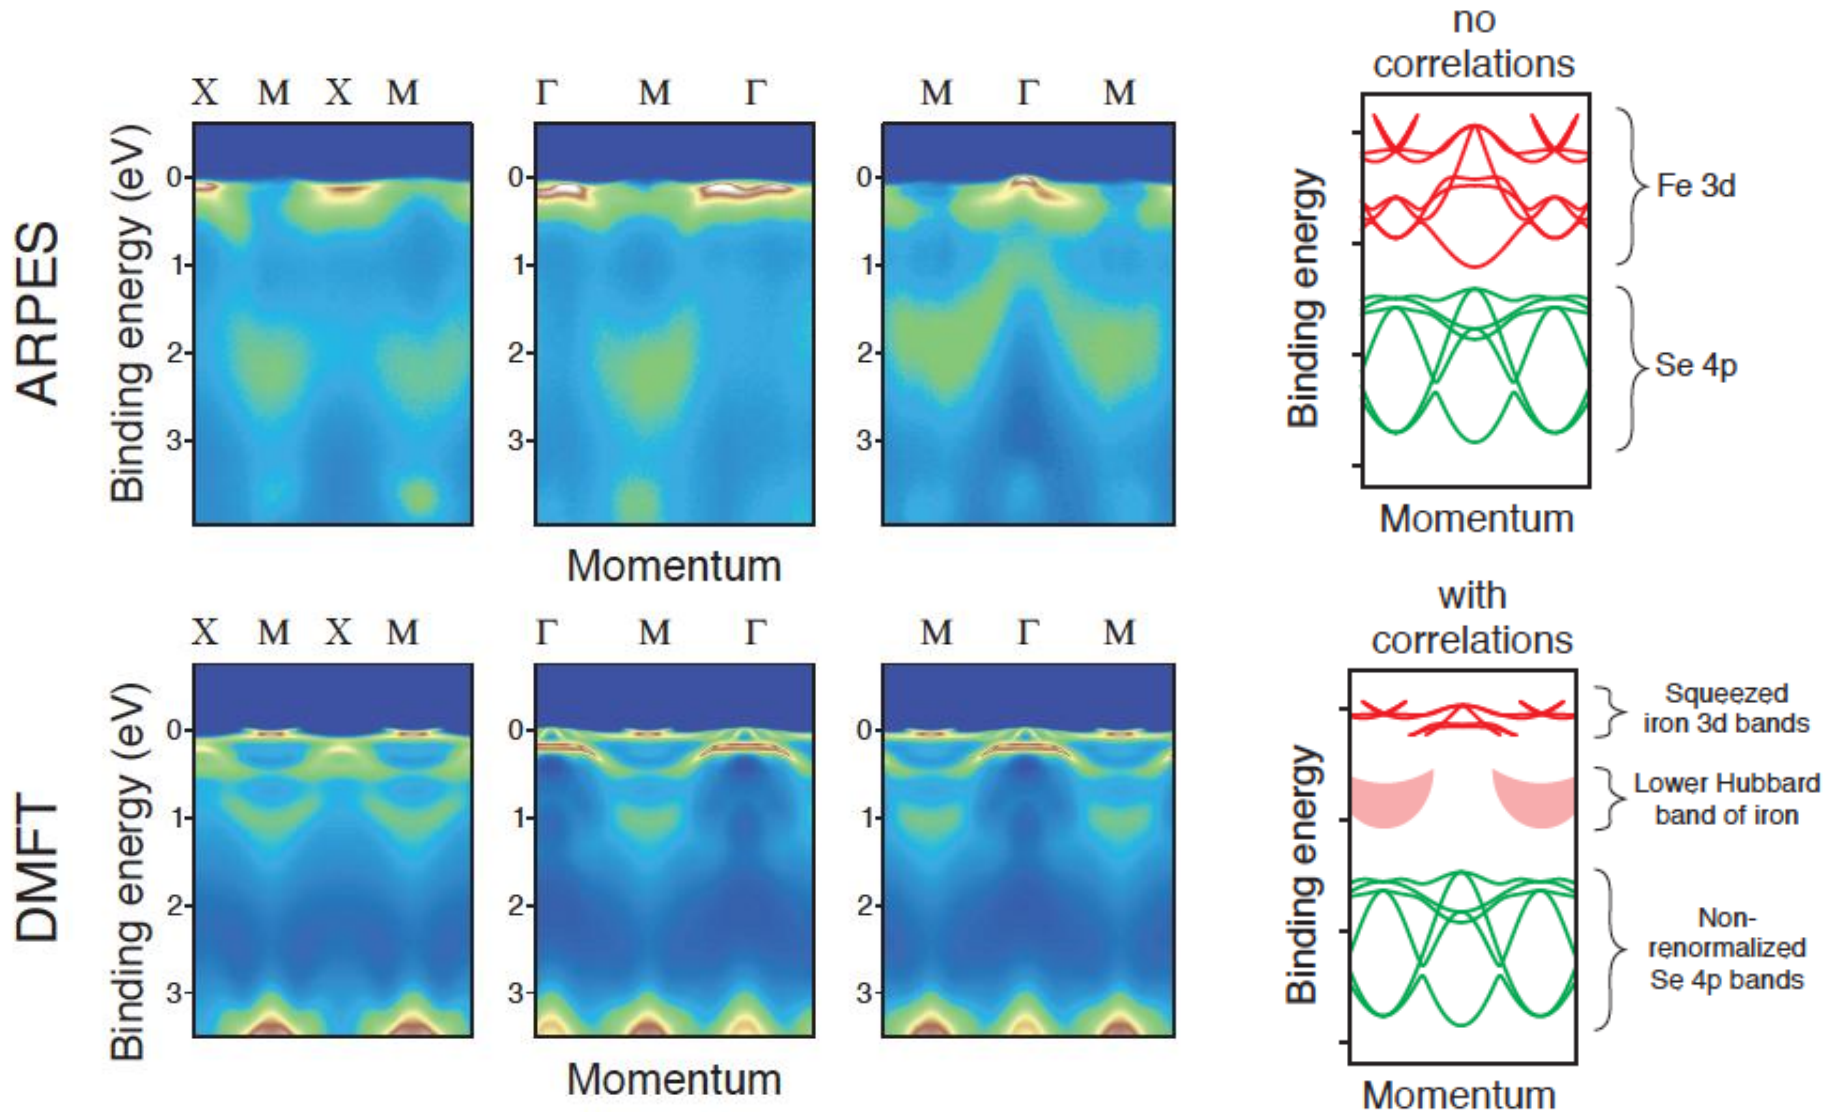 ARPES
X M X M
Γ M Γ
M Γ M
Binding energy (eV)
0
1
2
3
0
1
2
3
0
1
2
3
Momentum
no
correlations
Binding energy
Fe 3d
Se 4p
Momentum
DMFT
X M X M
Γ M Γ
M Γ M
Binding energy (eV)
0
1
2
3
0
1
2
3
0
1
2
3
Momentum
with
correlations
Binding energy
Squeezed
iron 3d bands
Lower Hubbard
band of iron
Non-
renormalized
Se 4p bands
Momentum